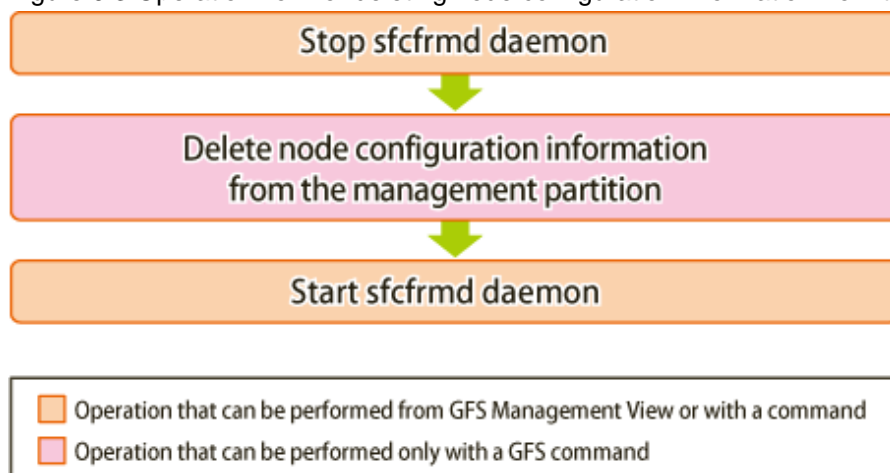 Stop sfcfrmd daemon
Delete node configuration information
from the management partition
Start sfcfrmd daemon
Operation that can be performed from GFS Management View or with a command
Operation that can be performed only with a GFS command